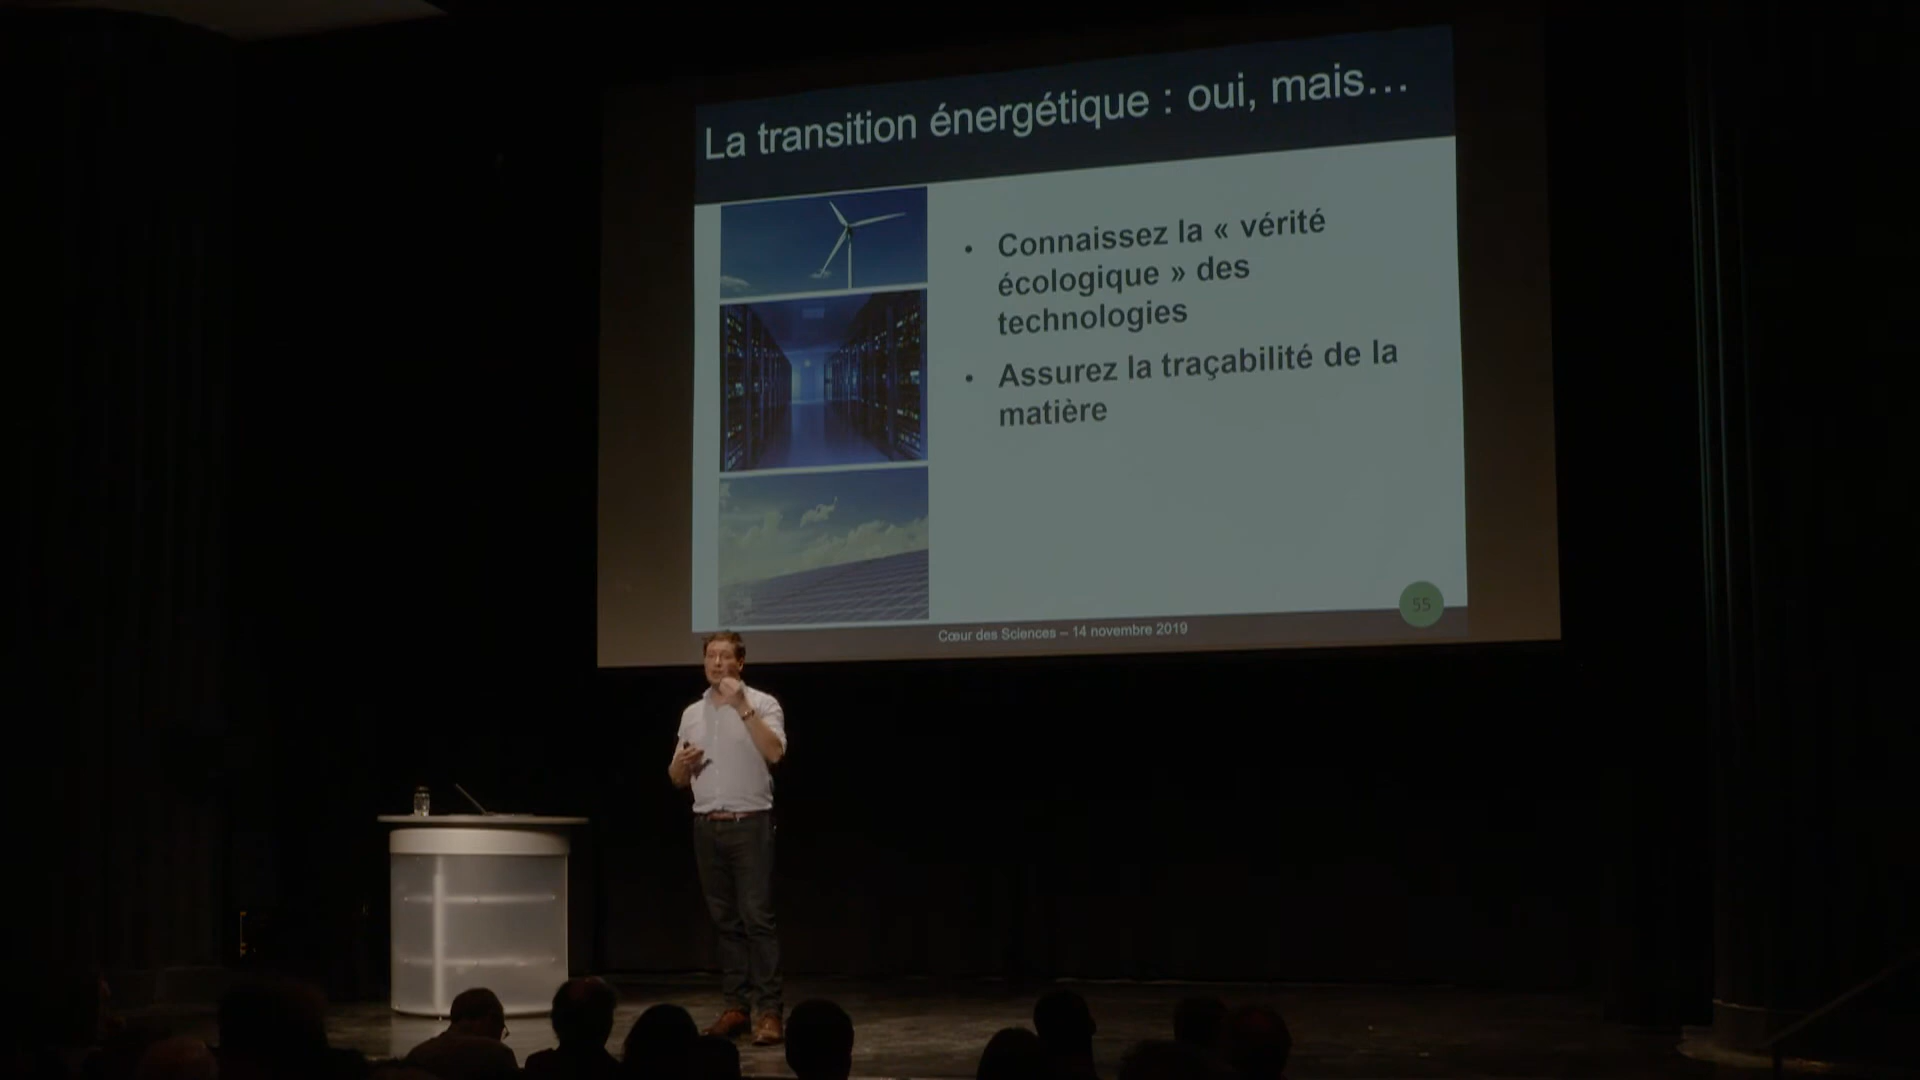 La transition énergétique : oui, mais…
• Connaissez la « vérité
écologique » des
technologies
• Assurez la traçabilité de la
matière
55
Cœur des Sciences – 14 novembre 2019